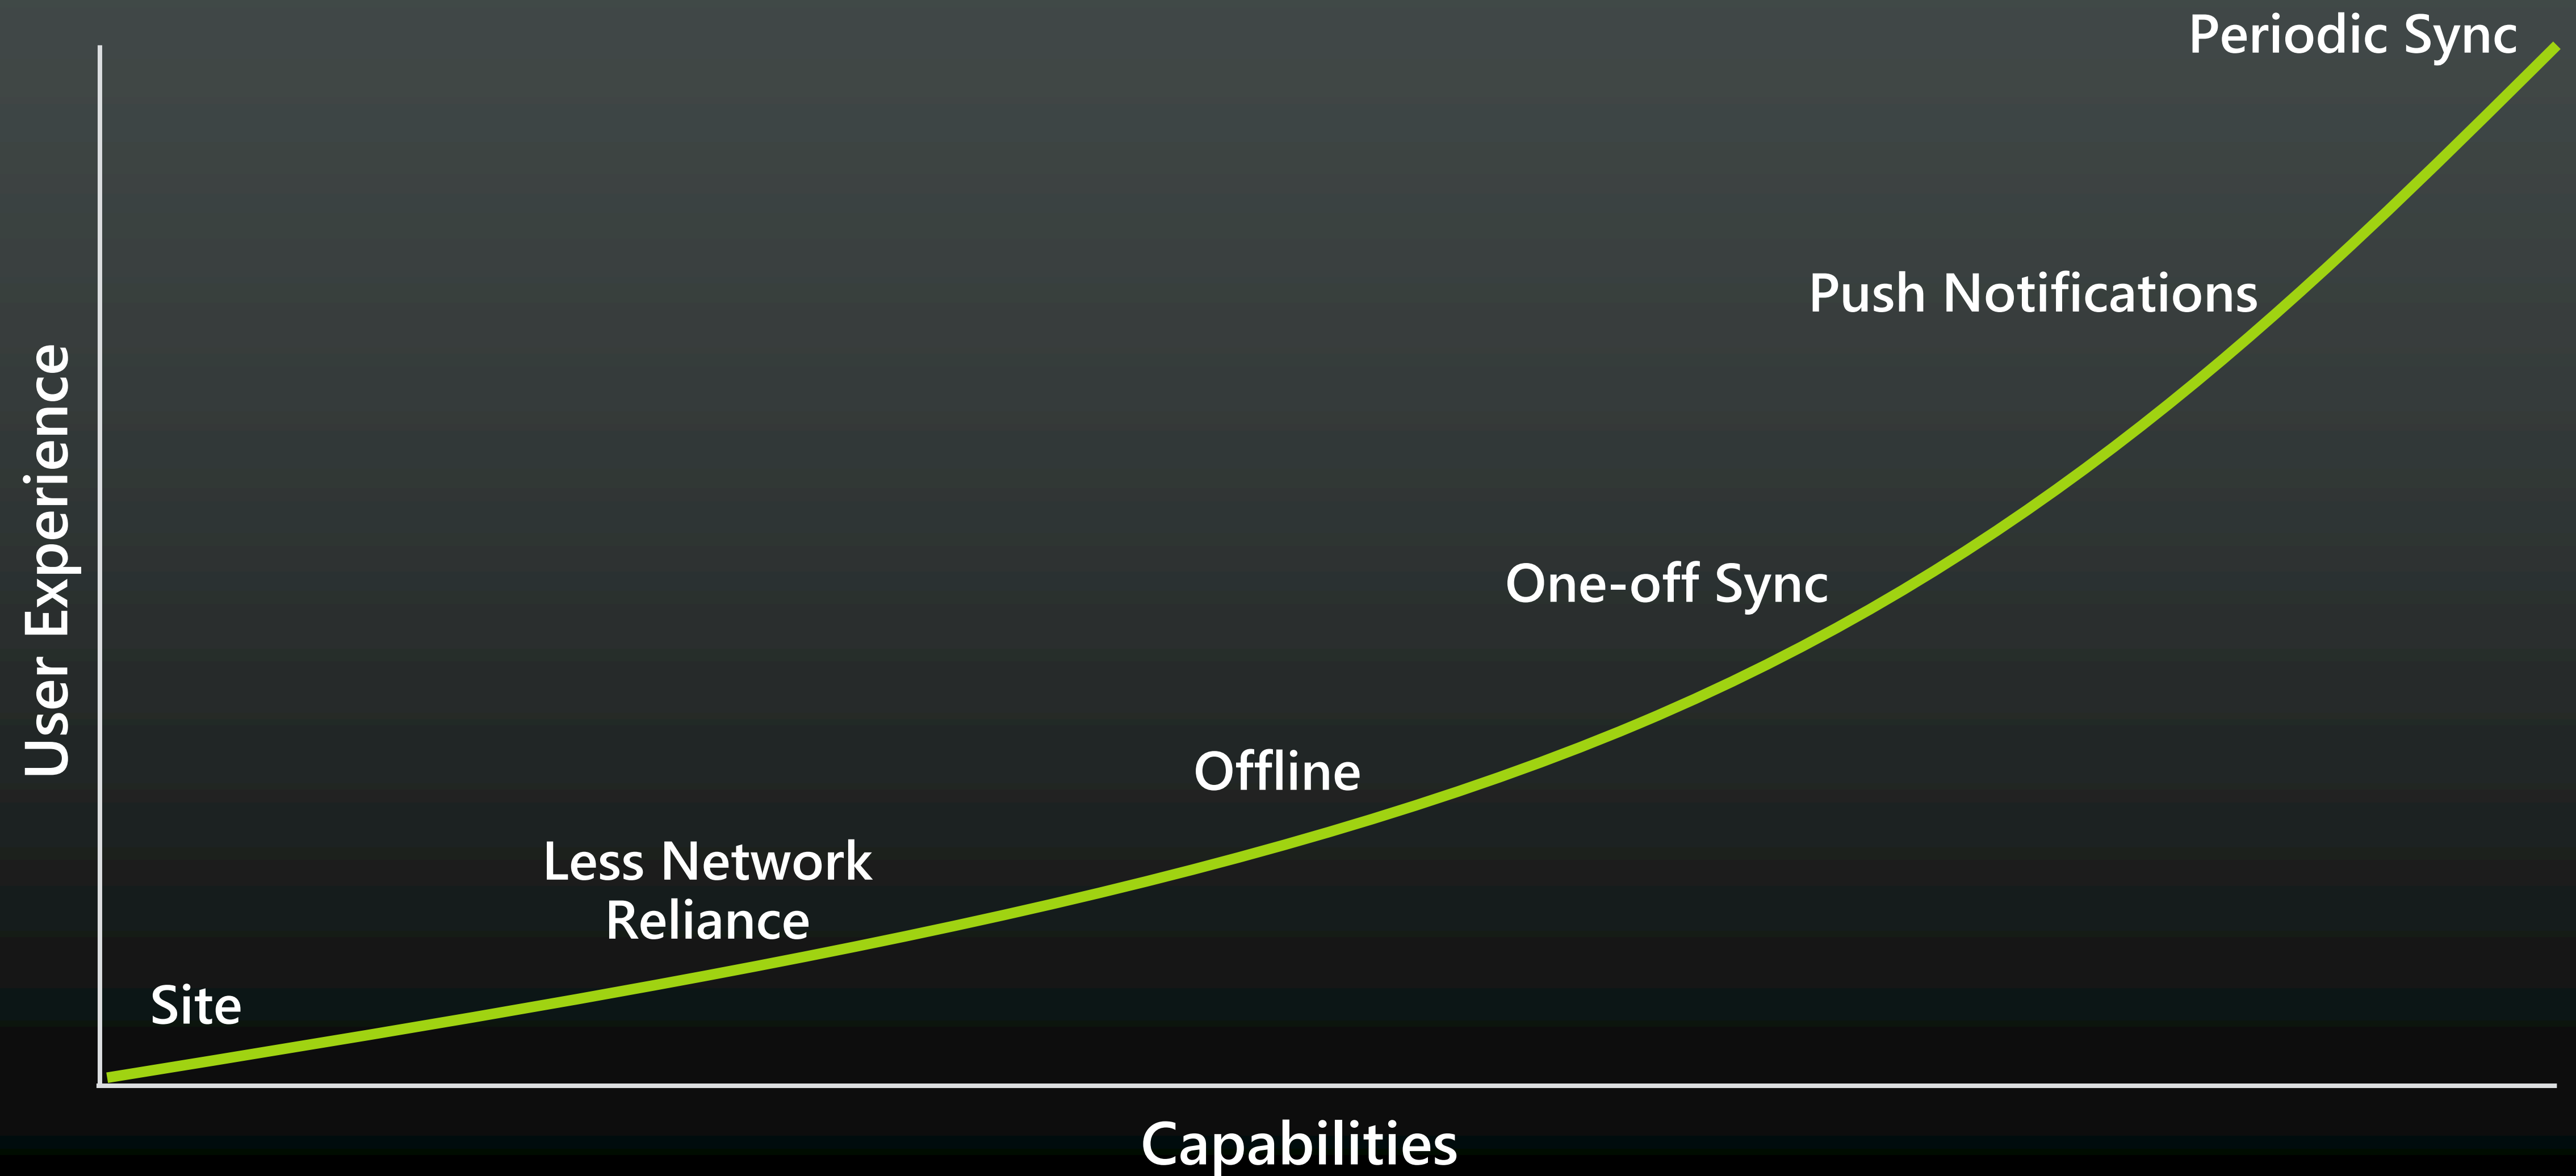 Periodic Sync
Push Notifications
User Experience
One-off Sync
Offline
Less Network
Reliance
Site
Capabilities